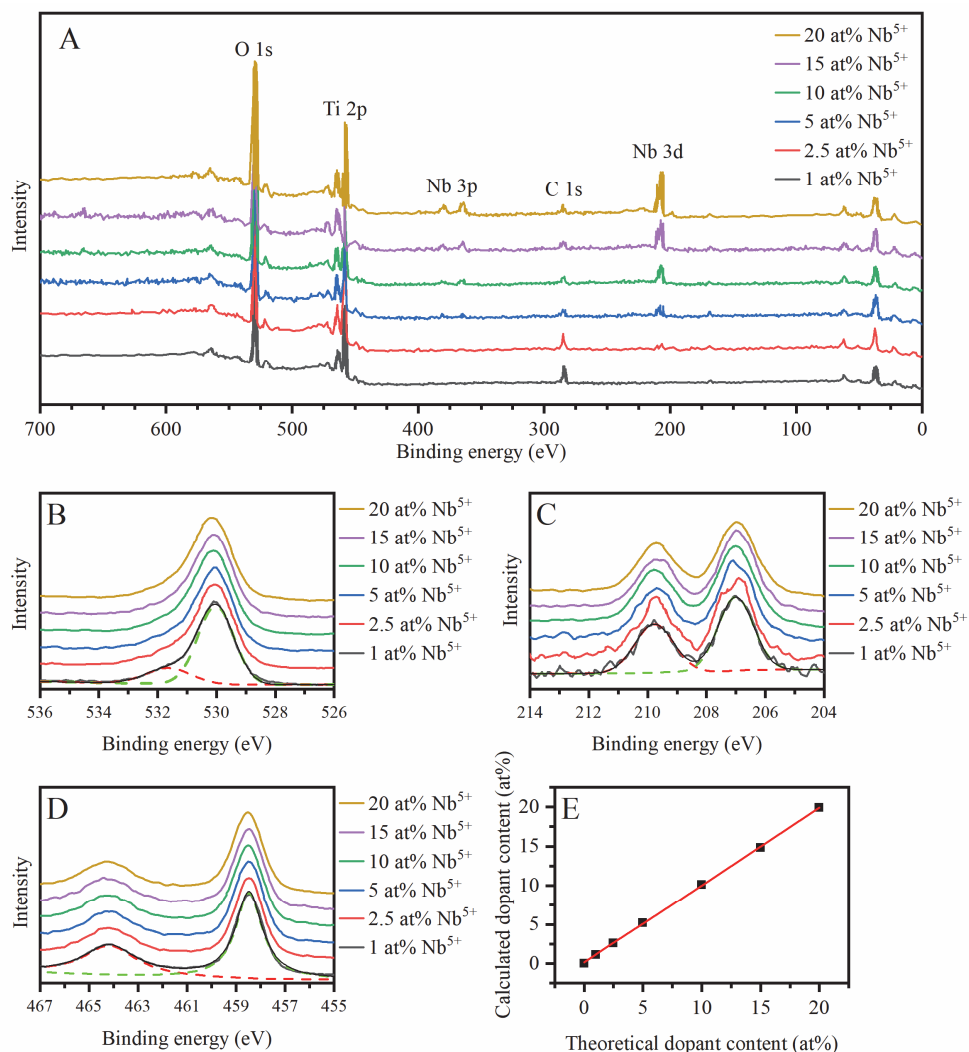 A
O 1s
Ti 2p
Nb 3p
C 1s
Nb 3d
20 at% Nb⁵⁺
15 at% Nb⁵⁺
10 at% Nb⁵⁺
5 at% Nb⁵⁺
2.5 at% Nb⁵⁺
1 at% Nb⁵⁺
Intensity
700 600 500 400 300 200 100 0
Binding energy (eV)
B
20 at% Nb⁵⁺
15 at% Nb⁵⁺
10 at% Nb⁵⁺
5 at% Nb⁵⁺
2.5 at% Nb⁵⁺
1 at% Nb⁵⁺
Intensity
536 534 532 530 528 526
Binding energy (eV)
C
20 at% Nb⁵⁺
15 at% Nb⁵⁺
10 at% Nb⁵⁺
5 at% Nb⁵⁺
2.5 at% Nb⁵⁺
1 at% Nb⁵⁺
Intensity
214 212 210 208 206 204
Binding energy (eV)
D
20 at% Nb⁵⁺
15 at% Nb⁵⁺
10 at% Nb⁵⁺
5 at% Nb⁵⁺
2.5 at% Nb⁵⁺
1 at% Nb⁵⁺
Intensity
467 465 463 461 459 457 455
Binding energy (eV)
E
Calculated dopant content (at%)
20
15
10
5
0
0 5 10 15 20
Theoretical dopant content (at%)